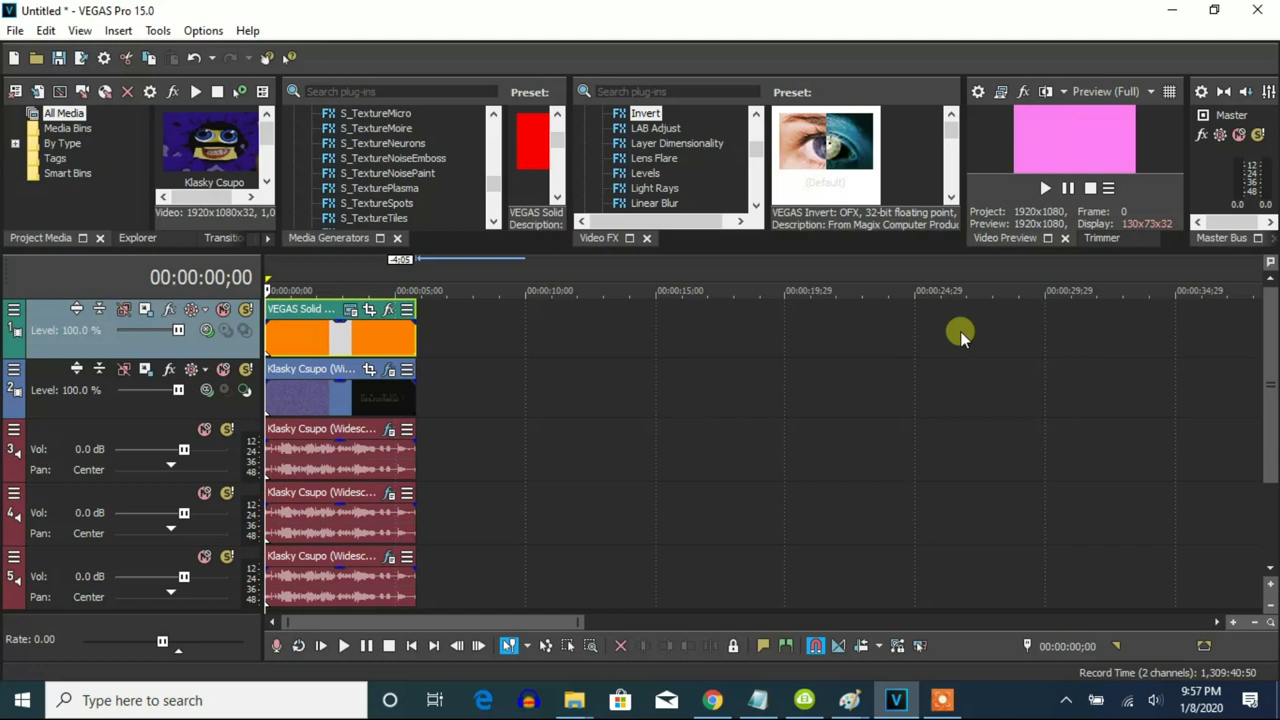 Untitled * - VEGAS Pro 15.0
File Edit View Insert Tools Options Help
Search plug-ins
Preset:
Search plug-ins
Preset:
Preview (Full)
All Media
Media Bins
By Type
Tags
Smart Bins
Klasky Csupo
Video: 1920x1080x32, 1,0
S_TextureMicro
S_TextureMoire
S_TextureNeurons
S_TextureNoiseEmboss
S_TextureNoisePaint
S_TexturePlasma
S_TextureSpots
S_TextureTiles
VEGAS Solid
Description:
Invert
LAB Adjust
Layer Dimensionality
Lens Flare
Levels
Light Rays
Linear Blur
(Default)
VEGAS Invert: OFX, 32-bit floating point,
Description: From Magix Computer Produc
Project: 1920x1080, Frame: 0
Preview: 1920x1080, Display: 130x73x32
Master
12
24
36
48
0.0 0.0
Project Media Explorer Transiti
Media Generators
Video FX
Video Preview Trimmer
Master Bus
-4;05
00:00:00;00
0:00:00;00 00:00:05;00 00:00:10;00 00:00:15;00 00:00:19;29 00:00:24;29 00:00:29;29 00:00:34;29
1
Level: 100.0 %
VEGAS Solid ...
2
Level: 100.0 %
Klasky Csupo (Wi...
3
Vol: 0.0 dB
Pan: Center
12
24
36
48
Klasky Csupo (Widesc...
4
Vol: 0.0 dB
Pan: Center
12
24
36
48
Klasky Csupo (Widesc...
5
Vol: 0.0 dB
Pan: Center
12
24
36
48
Klasky Csupo (Widesc...
Rate: 0.00
00:00:00;00
Record Time (2 channels): 1,309:40:50
Type here to search
9:57 PM
1/8/2020